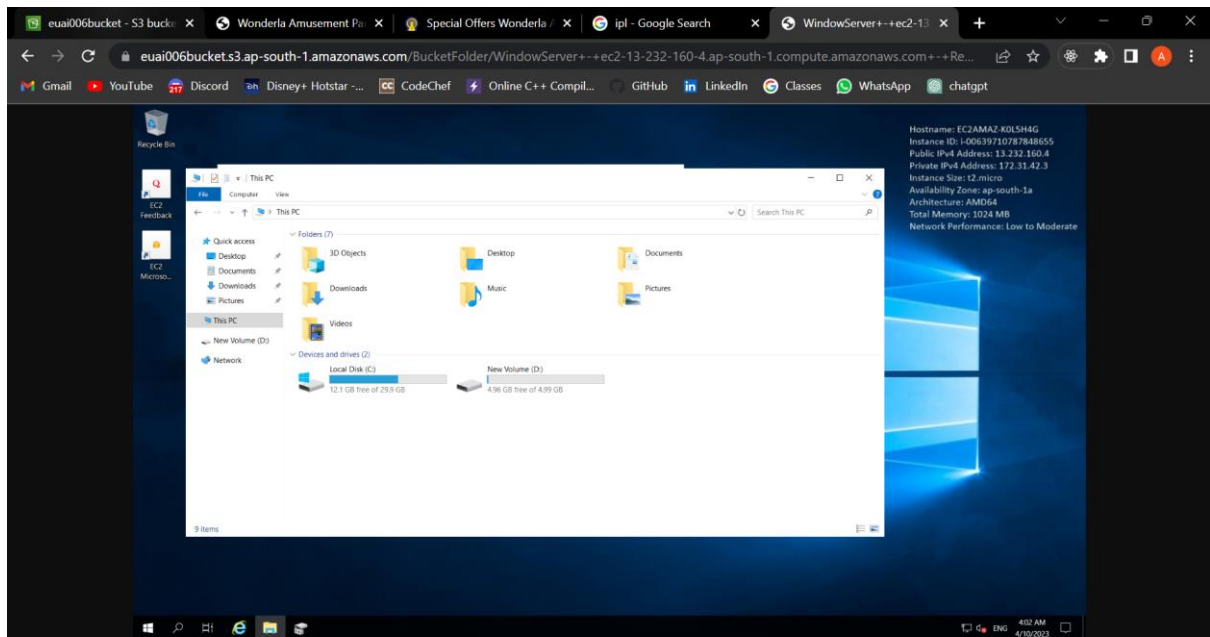 euai006bucket - S3 bucke
Wonderla Amusement Pa
Special Offers Wonderla /
ipl - Google Search
WindowServer+-+ec2-13
euai006bucket.s3.ap-south-1.amazonaws.com/BucketFolder/WindowServer+-+ec2-13-232-160-4.ap-south-1.compute.amazonaws.com+-+Re...
A
Gmail
YouTube
217
Discord
Disney+ Hotstar -...
CC
CodeChef
Online C++ Compil...
GitHub
in
LinkedIn
Classes
WhatsApp
chatgpt
Recycle Bin
EC2
Feedback
EC2
Microso...
Hostname: EC2AMAZ-K0L5H4G
Instance ID: i-00639710787848655
Public IPv4 Address: 13.232.160.4
Private IPv4 Address: 172.31.42.3
Instance Size: t2.micro
Availability Zone: ap-south-1a
Architecture: AMD64
Total Memory: 1024 MB
Network Performance: Low to Moderate
This PC
File
Computer
View
This PC
Search This PC
Quick access
Desktop
Documents
Downloads
Pictures
This PC
New Volume (D:)
Network
Folders (7)
3D Objects
Desktop
Documents
Downloads
Music
Pictures
Videos
Devices and drives (2)
Local Disk (C:)
12.1 GB free of 29.9 GB
New Volume (D:)
4.96 GB free of 4.99 GB
9 items
ENG
4:02 AM
4/10/2023